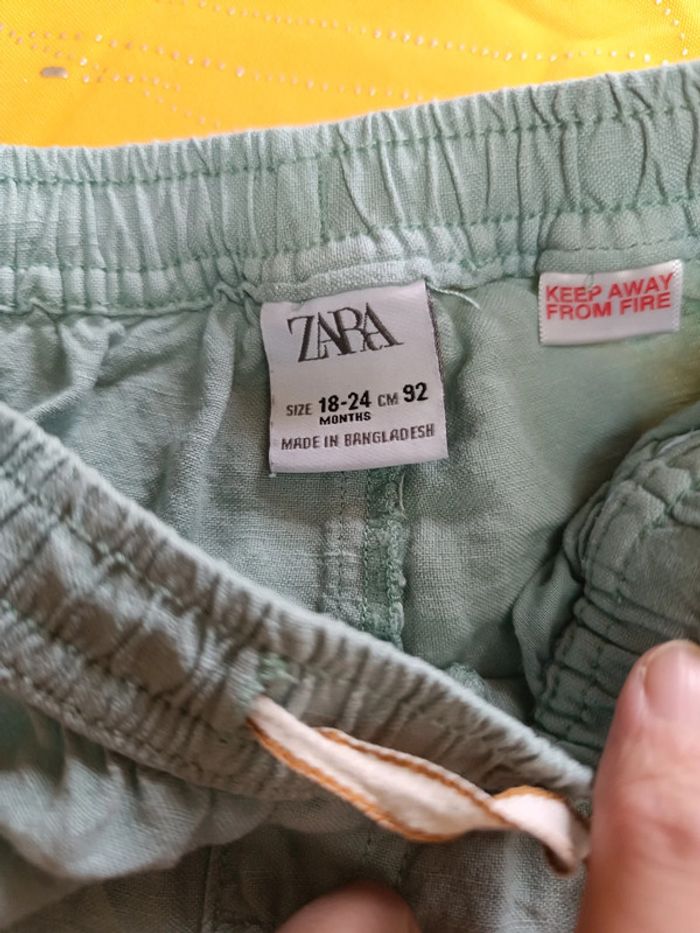 ZARA
SIZE 18-24 CM 92
MONTHS
MADE IN BANGLADESH
KEEP AWAY
FROM FIRE